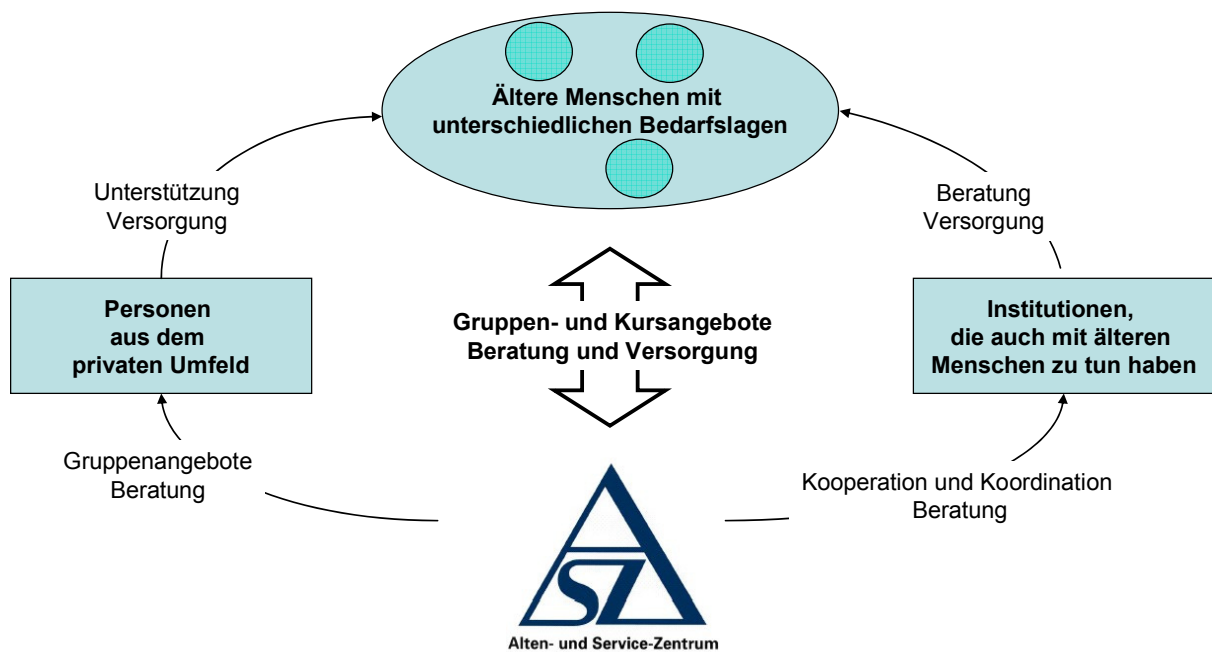 Ältere Menschen mit
unterschiedlichen Bedarfslagen
Unterstützung
Versorgung
Beratung
Versorgung
Personen
aus dem
privaten Umfeld
Gruppen- und Kursangebote
Beratung und Versorgung
Institutionen,
die auch mit älteren
Menschen zu tun haben
Gruppenangebote
Beratung
Kooperation und Koordination
Beratung
ASZ
Alten- und Service-Zentrum